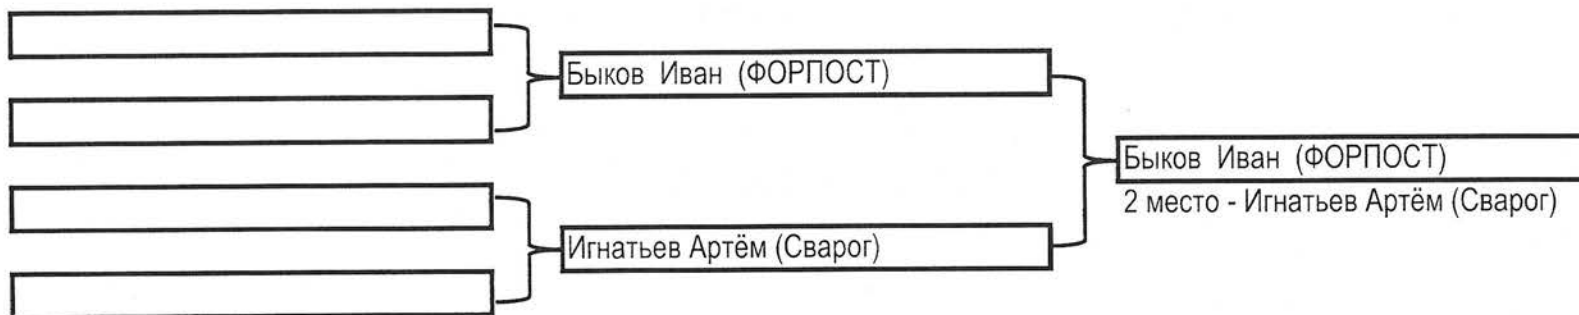 Быков Иван (ФОРПОСТ)
Быков Иван (ФОРПОСТ)
2 место - Игнатьев Артём (Сварог)
Игнатьев Артём (Сварог)